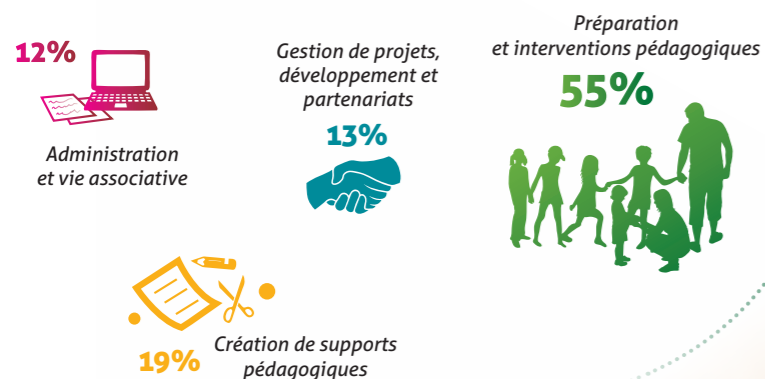 12%
Administration
et vie associative
Gestion de projets,
développement et
partenariats
13%
Préparation
et interventions pédagogiques
55%
19%
Création de supports
pédagogiques